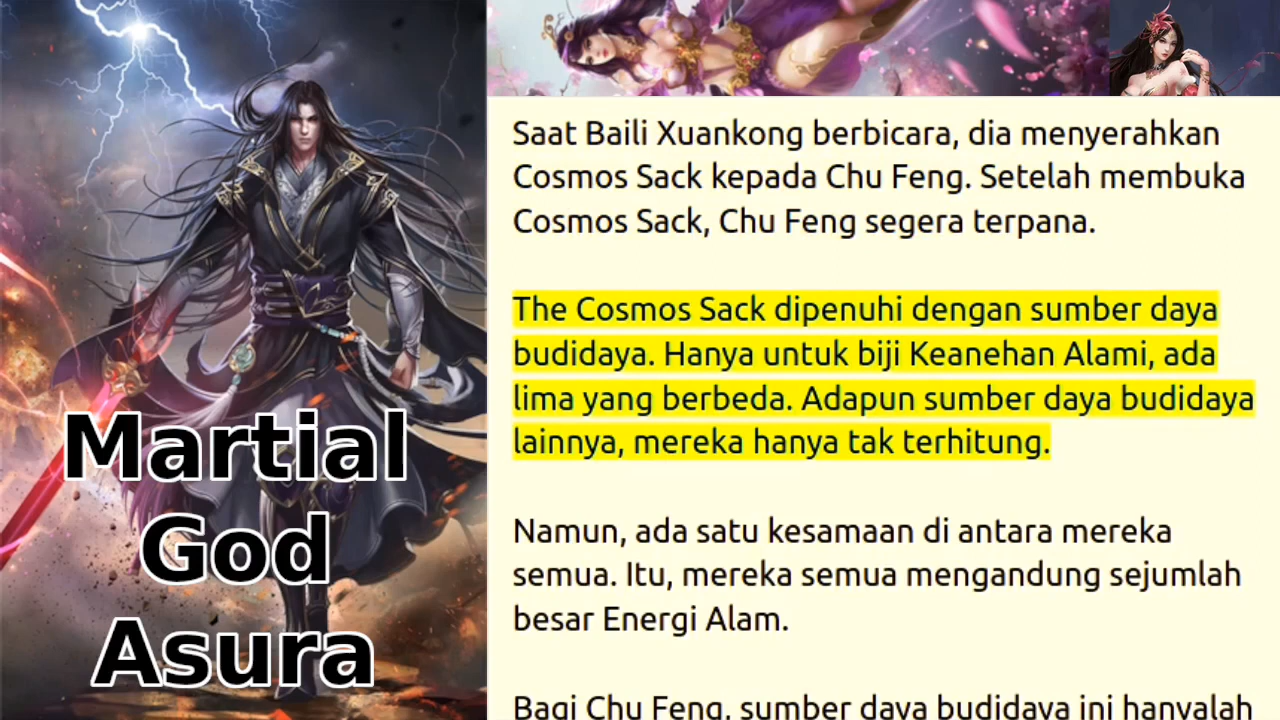 Martial
God
Asura
Saat Baili Xuankong berbicara, dia menyerahkan
Cosmos Sack kepada Chu Feng. Setelah membuka
Cosmos Sack, Chu Feng segera terpana.
The Cosmos Sack dipenuhi dengan sumber daya
budidaya. Hanya untuk biji Keanehan Alami, ada
lima yang berbeda. Adapun sumber daya budidaya
lainnya, mereka hanya tak terhitung.
Namun, ada satu kesamaan di antara mereka
semua. Itu, mereka semua mengandung sejumlah
besar Energi Alam.
Bagi Chu Feng, sumber daya budidaya ini hanyalah